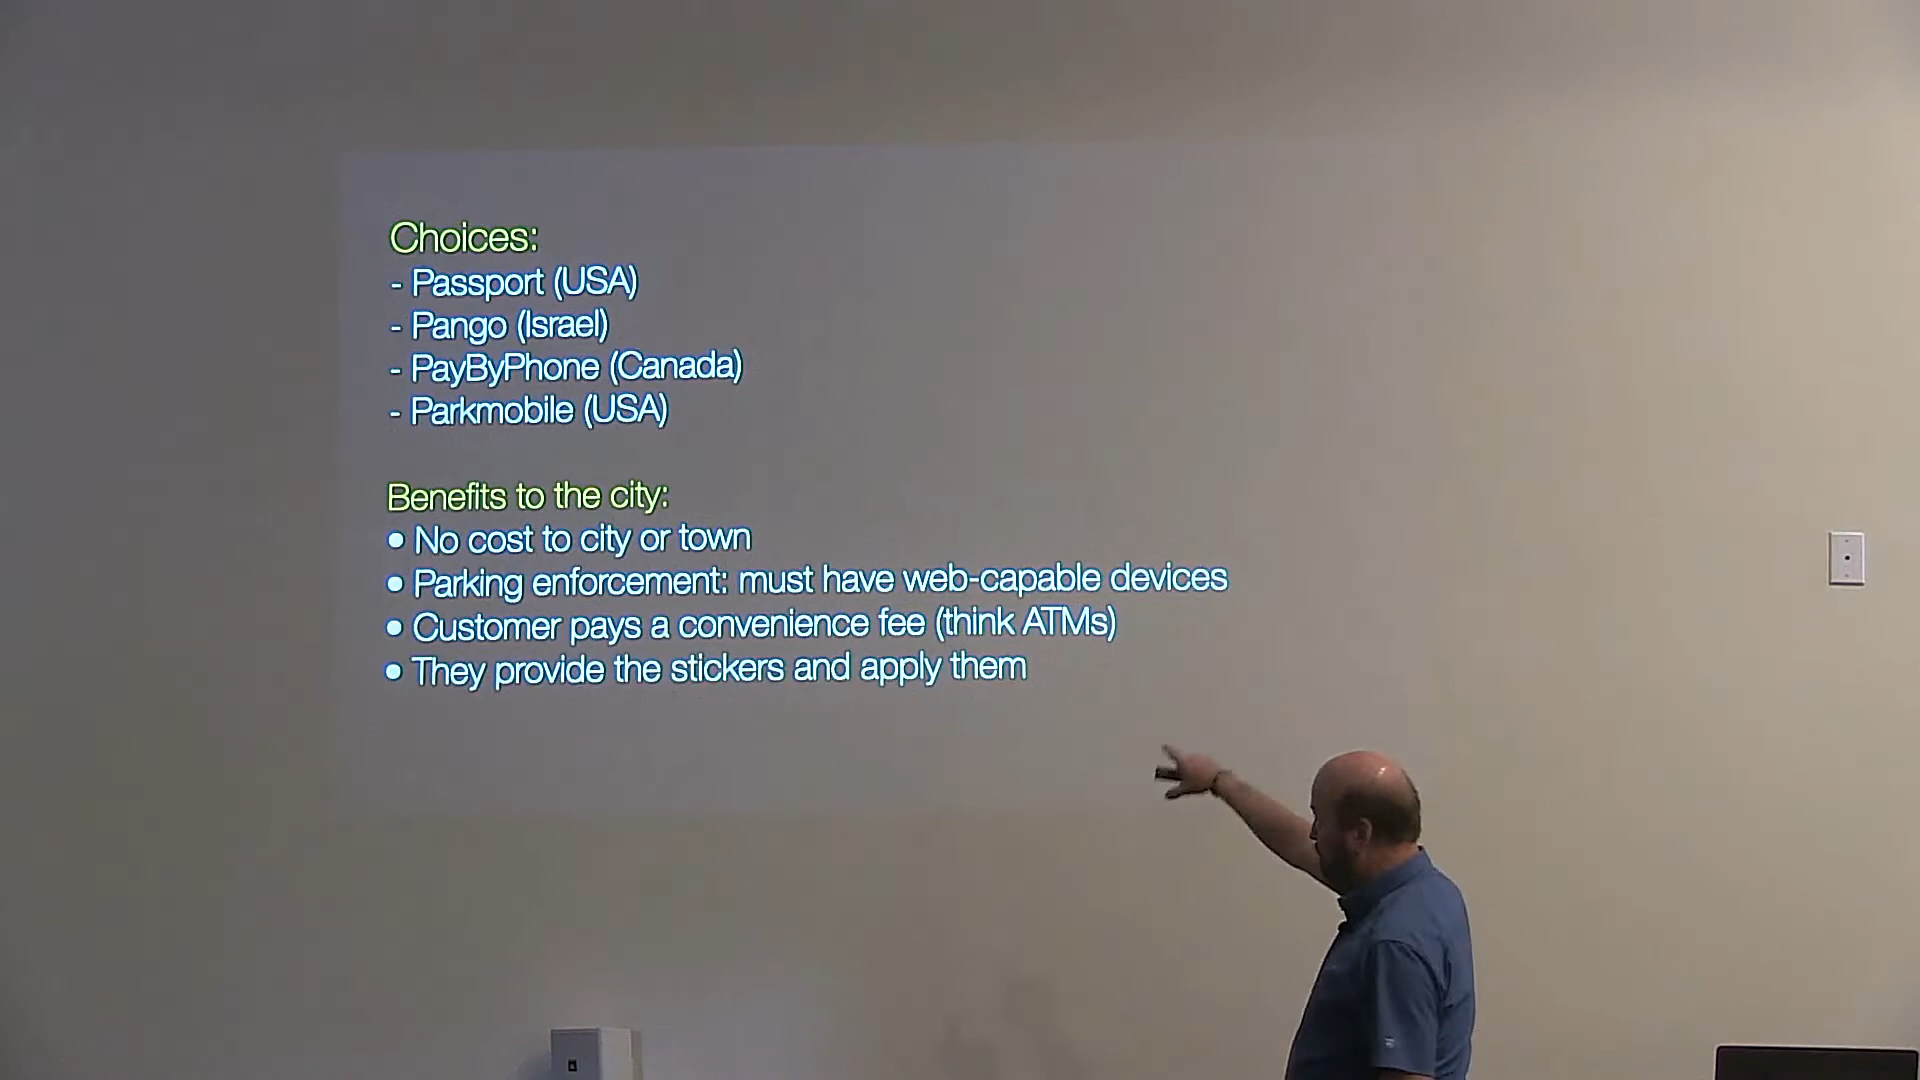 Choices:
- Passport (USA)
- Pango (Israel)
- PayByPhone (Canada)
- Parkmobile (USA)
Benefits to the city:
• No cost to city or town
• Parking enforcement: must have web-capable devices
• Customer pays a convenience fee (think ATMs)
• They provide the stickers and apply them